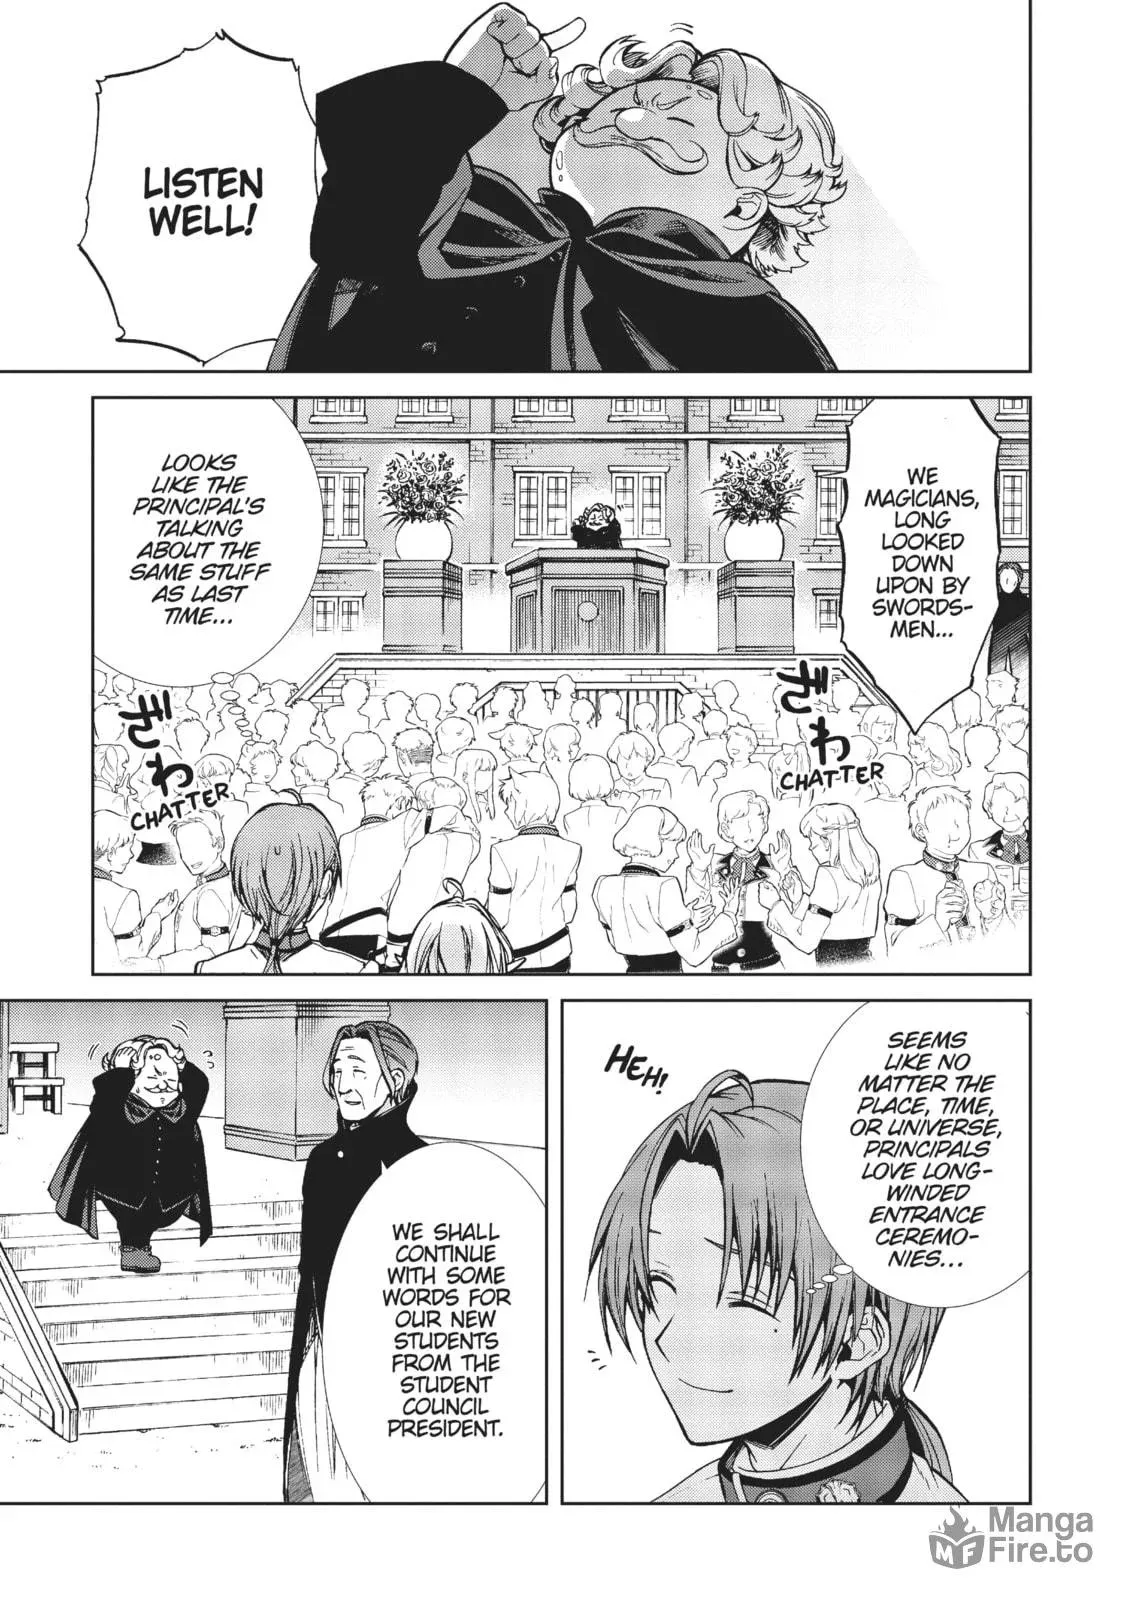 LISTEN
WELL!
WE
MAGICIANS,
LONG
LOOKED
DOWN
UPON BY
SWORDS-
MEN...
LOOKS
LIKE THE
PRINCIPAL'S
TALKING
ABOUT THE
SAME STUFF
AS LAST
TIME...
ざわ
CHATTER
ざわ
CHATTER
SEEMS
LIKE NO
MATTER THE
PLACE, TIME,
OR UNIVERSE,
PRINCIPALS
LOVE LONG-
WINDED
ENTRANCE
CEREMO-
NIES...
HEH!
WE SHALL
CONTINUE
WITH SOME
WORDS FOR
OUR NEW
STUDENTS
FROM THE
STUDENT
COUNCIL
PRESIDENT.
Manga
MF Fire.to